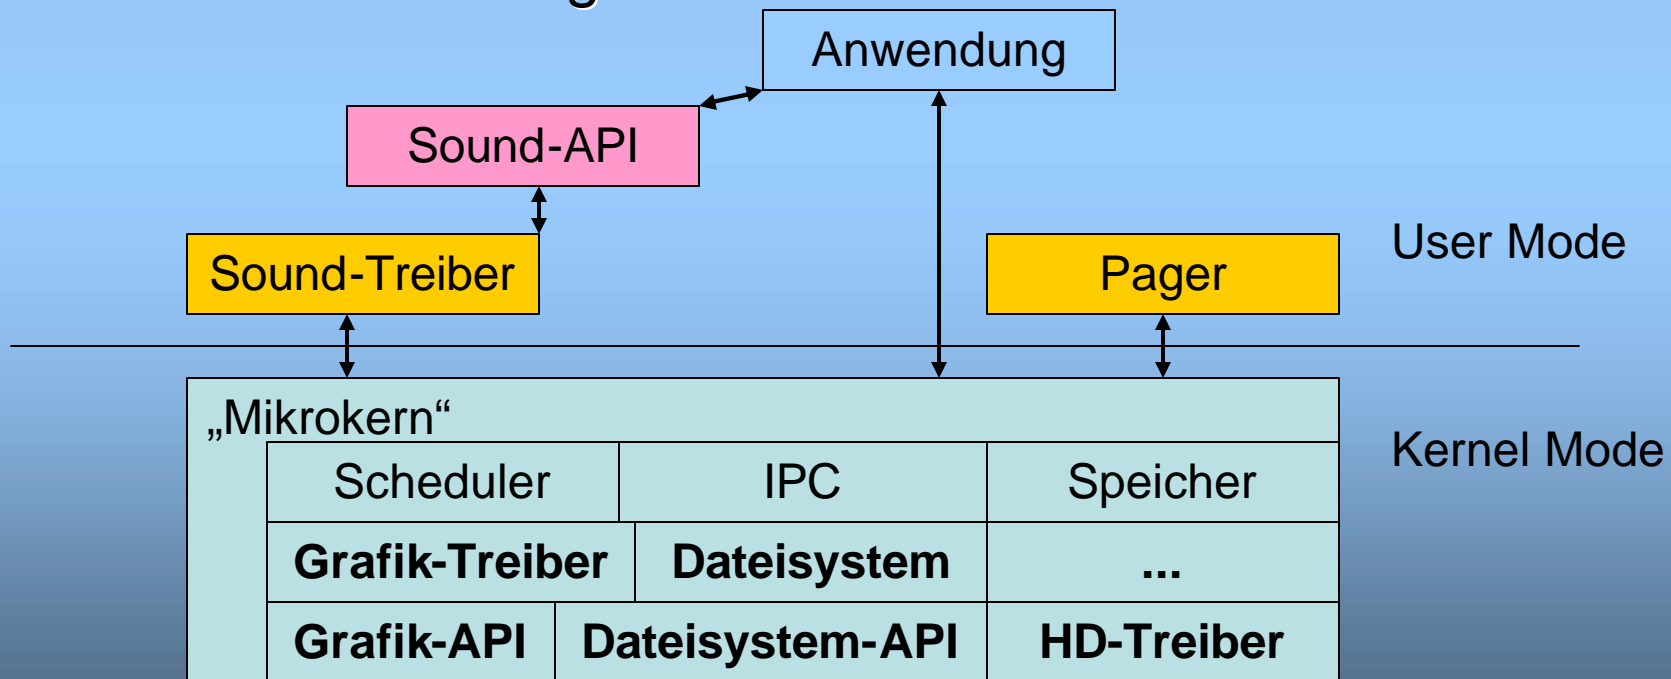 Anwendung
Sound-API
User Mode
Sound-Treiber
Pager
„Mikrokern“
Kernel Mode
Scheduler
IPC
Speicher
Grafik-Treiber
Dateisystem
...
Grafik-API
Dateisystem-API
HD-Treiber